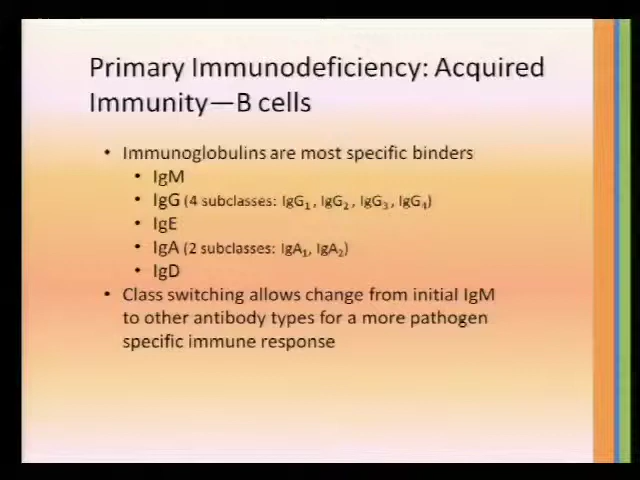 Primary Immunodeficiency: Acquired
Immunity—B cells
• Immunoglobulins are most specific binders
• IgM
• IgG (4 subclasses: IgG₁, IgG₂, IgG₃, IgG₄)
• IgE
• IgA (2 subclasses: IgA₁, IgA₂)
• IgD
• Class switching allows change from initial IgM
to other antibody types for a more pathogen
specific immune response